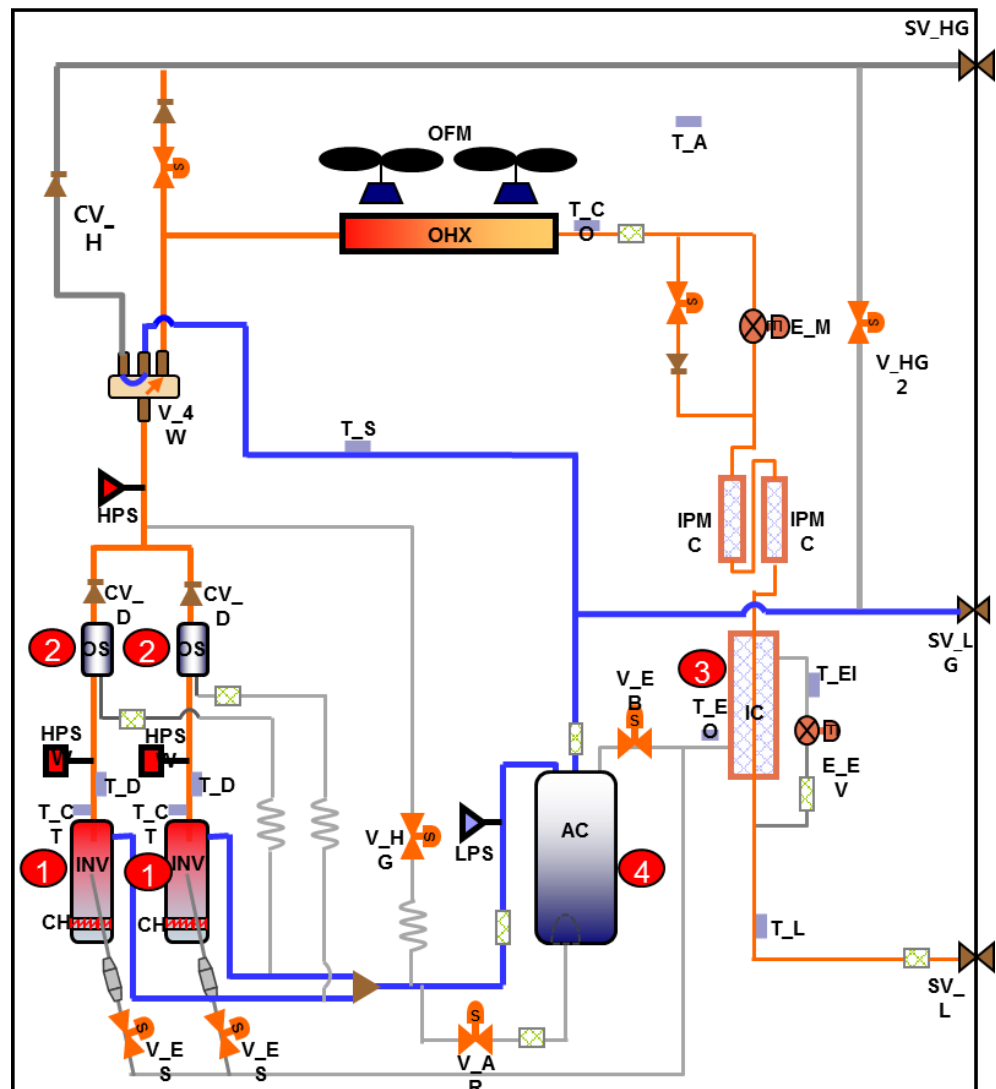 SV_HG
OFM
T_A
T_C
O
CV_
H
OHX
S
S
E
E_M
S
V_HG
2
V_4
W
T_S
HPS
IPM
C
IPM
C
CV_
D
CV_
D
2
OS
2
OS
SV_L
G
3
V_E
B
S
T_EI
T_E
O
IC
E
E_E
V
HPS
W
HPS
W
T_D
T_D
T_C
T
T_C
T
V_H
G
S
LPS
AC
4
1
INV
1
INV
CH
CH
T_L
SV_
L
S
V_E
S
S
V_E
S
S
V_A
R